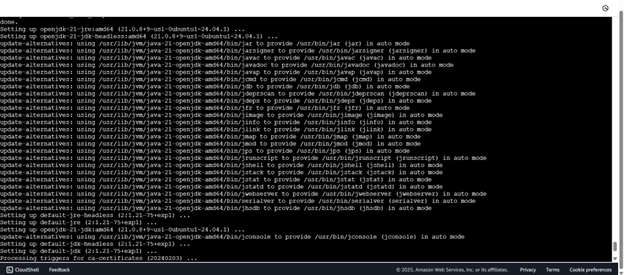 done.
Setting up openjdk-21-jre:amd64 (21.0.8+9~us1-0ubuntu1~24.04.1) ...
Setting up openjdk-21-jdk-headless:amd64 (21.0.8+9~us1-0ubuntu1~24.04.1) ...
update-alternatives: using /usr/lib/jvm/java-21-openjdk-amd64/bin/jar to provide /usr/bin/jar (jar) in auto mode
update-alternatives: using /usr/lib/jvm/java-21-openjdk-amd64/bin/jarsigner to provide /usr/bin/jarsigner (jarsigner) in auto mode
update-alternatives: using /usr/lib/jvm/java-21-openjdk-amd64/bin/javac to provide /usr/bin/javac (javac) in auto mode
update-alternatives: using /usr/lib/jvm/java-21-openjdk-amd64/bin/javadoc to provide /usr/bin/javadoc (javadoc) in auto mode
update-alternatives: using /usr/lib/jvm/java-21-openjdk-amd64/bin/javap to provide /usr/bin/javap (javap) in auto mode
update-alternatives: using /usr/lib/jvm/java-21-openjdk-amd64/bin/jcmd to provide /usr/bin/jcmd (jcmd) in auto mode
update-alternatives: using /usr/lib/jvm/java-21-openjdk-amd64/bin/jdb to provide /usr/bin/jdb (jdb) in auto mode
update-alternatives: using /usr/lib/jvm/java-21-openjdk-amd64/bin/jdeprscan to provide /usr/bin/jdeprscan (jdeprscan) in auto mode
update-alternatives: using /usr/lib/jvm/java-21-openjdk-amd64/bin/jdeps to provide /usr/bin/jdeps (jdeps) in auto mode
update-alternatives: using /usr/lib/jvm/java-21-openjdk-amd64/bin/jfr to provide /usr/bin/jfr (jfr) in auto mode
update-alternatives: using /usr/lib/jvm/java-21-openjdk-amd64/bin/jimage to provide /usr/bin/jimage (jimage) in auto mode
update-alternatives: using /usr/lib/jvm/java-21-openjdk-amd64/bin/jinfo to provide /usr/bin/jinfo (jinfo) in auto mode
update-alternatives: using /usr/lib/jvm/java-21-openjdk-amd64/bin/jlink to provide /usr/bin/jlink (jlink) in auto mode
update-alternatives: using /usr/lib/jvm/java-21-openjdk-amd64/bin/jmap to provide /usr/bin/jmap (jmap) in auto mode
update-alternatives: using /usr/lib/jvm/java-21-openjdk-amd64/bin/jmod to provide /usr/bin/jmod (jmod) in auto mode
update-alternatives: using /usr/lib/jvm/java-21-openjdk-amd64/bin/jps to provide /usr/bin/jps (jps) in auto mode
update-alternatives: using /usr/lib/jvm/java-21-openjdk-amd64/bin/jrunscript to provide /usr/bin/jrunscript (jrunscript) in auto mode
update-alternatives: using /usr/lib/jvm/java-21-openjdk-amd64/bin/jshell to provide /usr/bin/jshell (jshell) in auto mode
update-alternatives: using /usr/lib/jvm/java-21-openjdk-amd64/bin/jstack to provide /usr/bin/jstack (jstack) in auto mode
update-alternatives: using /usr/lib/jvm/java-21-openjdk-amd64/bin/jstat to provide /usr/bin/jstat (jstat) in auto mode
update-alternatives: using /usr/lib/jvm/java-21-openjdk-amd64/bin/jstatd to provide /usr/bin/jstatd (jstatd) in auto mode
update-alternatives: using /usr/lib/jvm/java-21-openjdk-amd64/bin/jwebserver to provide /usr/bin/jwebserver (jwebserver) in auto mode
update-alternatives: using /usr/lib/jvm/java-21-openjdk-amd64/bin/serialver to provide /usr/bin/serialver (serialver) in auto mode
update-alternatives: using /usr/lib/jvm/java-21-openjdk-amd64/bin/jhsdb to provide /usr/bin/jhsdb (jhsdb) in auto mode
Setting up default-jre-headless (2:1.21-75+exp1) ...
Setting up default-jre (2:1.21-75+exp1) ...
Setting up openjdk-21-jdk:amd64 (21.0.8+9~us1-0ubuntu1~24.04.1) ...
update-alternatives: using /usr/lib/jvm/java-21-openjdk-amd64/bin/jconsole to provide /usr/bin/jconsole (jconsole) in auto mode
Setting up default-jdk-headless (2:1.21-75+exp1) ...
Setting up default-jdk (2:1.21-75+exp1) ...
Processing triggers for ca-certificates (20240203) ...
CloudShell Feedback © 2025, Amazon Web Services, Inc. or its affiliates. Privacy Terms Cookie preferences